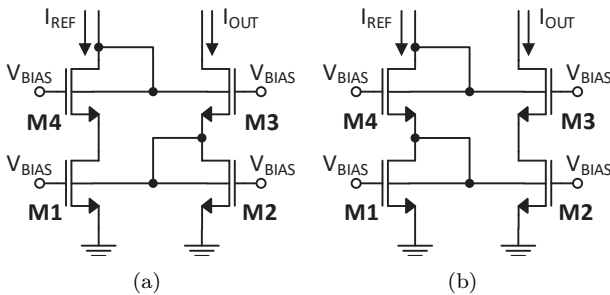 I_REF I_OUT
V_BIAS V_BIAS
M4 M3
V_BIAS V_BIAS
M1 M2
(a)
I_REF I_OUT
V_BIAS V_BIAS
M4 M3
V_BIAS V_BIAS
M1 M2
(b)